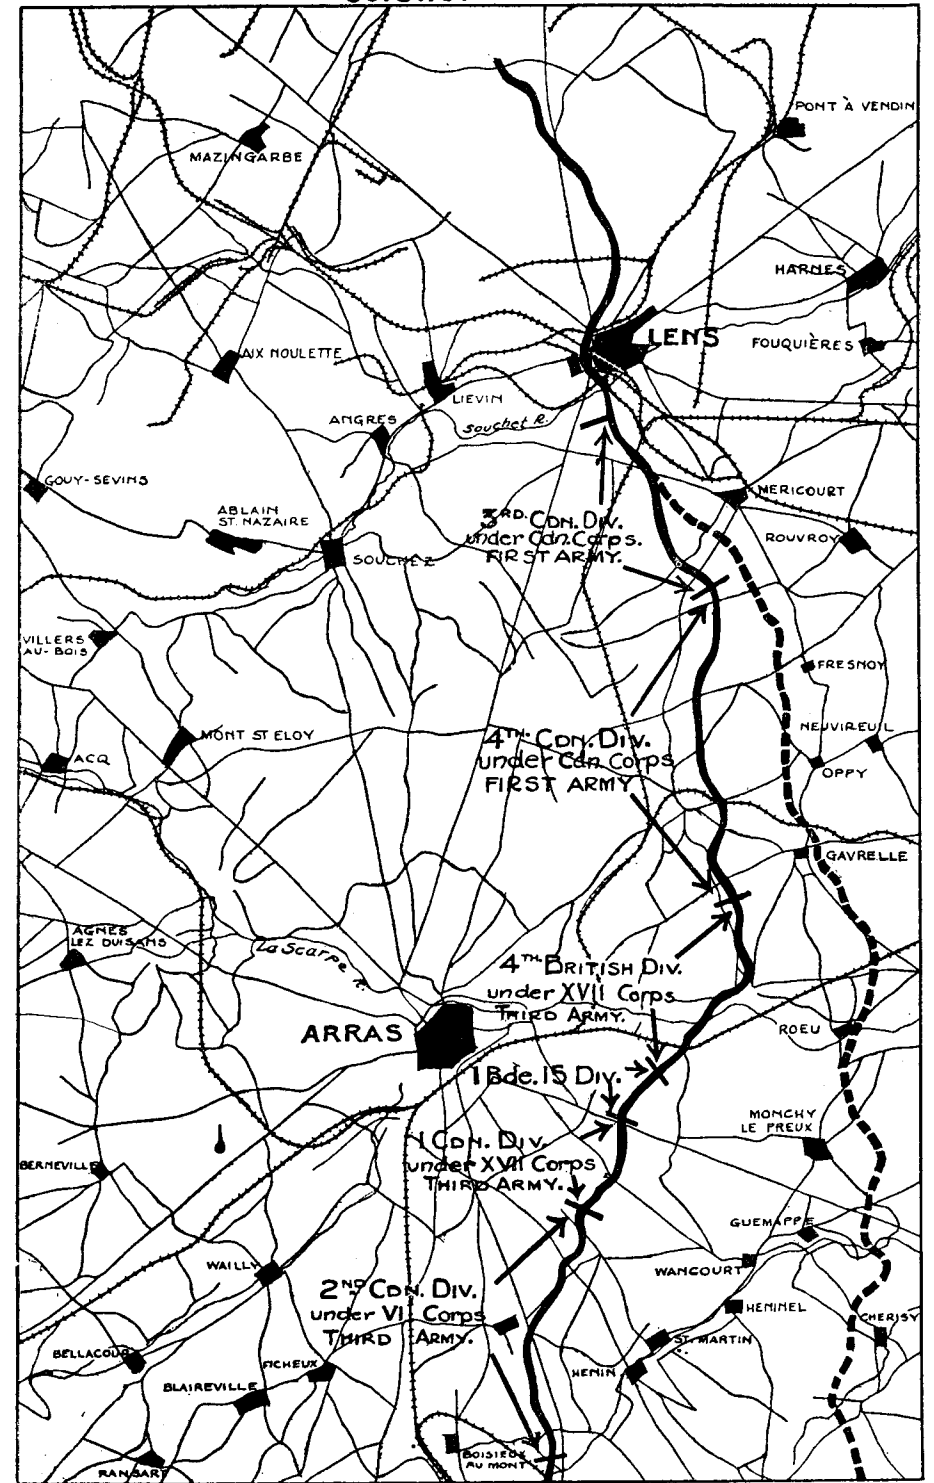 PONT À VENDIN
MAZINGARBE
HARNES
LENS
FOUQUIÈRES
AIX NOULETTE
LIEVIN
ANGRES
Souchet R.
GOUY-SEVINS
MERICOURT
ABLAIN
ST. NAZAIRE
3RD. CDN. DIV.
under Cdn. Corps.
FIRST ARMY.
ROUVROY
SOUCHEZ
VILLERS
AU-BOIS
FRESNOY
MONT ST ELOY
NEUVIREUIL
4TH. CDN. DIV.
under Cdn Corps
FIRST ARMY
ACQ
OPPY
GAVRELLE
AGNES
LEZ DUISANS
La Scarpe R.
4TH. BRITISH DIV.
under XVII Corps
THIRD ARMY.
ARRAS
ROEU
1 Bde. 15 DIV.
MONCHY
LE PREUX
1 CDN. DIV.
under XVII Corps
THIRD ARMY.
BERNEVILLE
GUEMAPPE
WAILLY
WANCOURT
2ND CDN. DIV.
under VI Corps
THIRD ARMY.
HENINEL
CHERISY
ST. MARTIN
BELLACOUR
FICHEUX
HENIN
BLAIREVILLE
BOISIEUX
AU MONT
RANSART